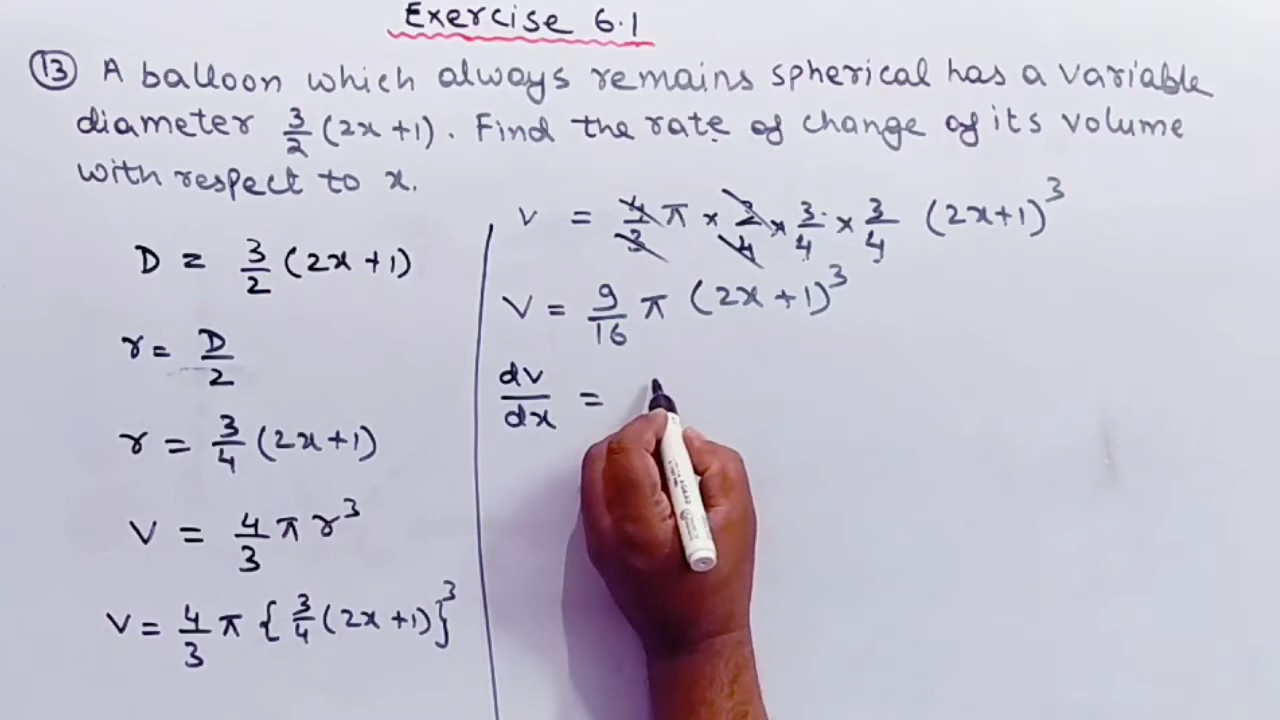 Exercise 6.1
(13) A balloon which always remains spherical has a variable
diameter 3/2 (2x+1). Find the rate of change of its volume
with respect to x.
D = 3/2 (2x+1)
r = D/2
r = 3/4 (2x+1)
V = 4/3 π r³
V = 4/3 π { 3/4 (2x+1)}³
V = 4/3 π × 3/4 × 3/4 × 3/4 (2x+1)³
V = 9/16 π (2x+1)³
dv/dx =